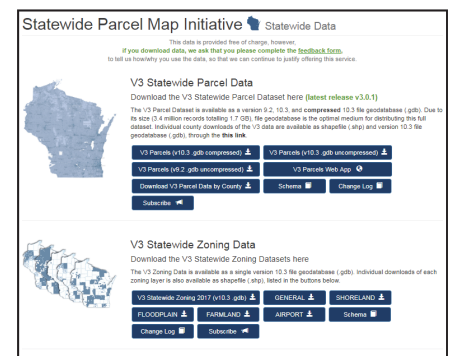 Statewide Parcel Map Initiative Statewide Data
This data is provided free of charge, however,
if you download data, we ask that you please complete the feedback form,
to tell us how/why you use the data, so that we can continue to justify offering this service.
V3 Statewide Parcel Data
Download the V3 Statewide Parcel Dataset here (latest release v3.0.1)
The V3 Parcel Dataset is available as a version 9.2, 10.3, and compressed 10.3 file geodatabase (.gdb). Due to
its size (3.4 million records totalling 1.7 GB), file geodatabase is the optimal medium for distributing this full
dataset. Individual county downloads of the V3 data are available as shapefile (.shp) and version 10.3 file
geodatabase (.gdb), through the this link.
V3 Parcels (v10.3 .gdb compressed) V3 Parcels (v10.3 .gdb uncompressed)
V3 Parcels (v9.2 .gdb uncompressed) V3 Parcels Web App
Download V3 Parcel Data by County Schema Change Log
Subscribe
V3 Statewide Zoning Data
Download the V3 Statewide Zoning Datasets here
The V3 Zoning Data is available as a single version 10.3 file geodatabase (.gdb). Individual downloads of each
zoning layer is also available as shapefile (.shp), listed in the buttons below.
V3 Statewide Zoning 2017 (v10.3 .gdb) GENERAL SHORELAND
FLOODPLAIN FARMLAND AIRPORT Schema
Change Log Subscribe